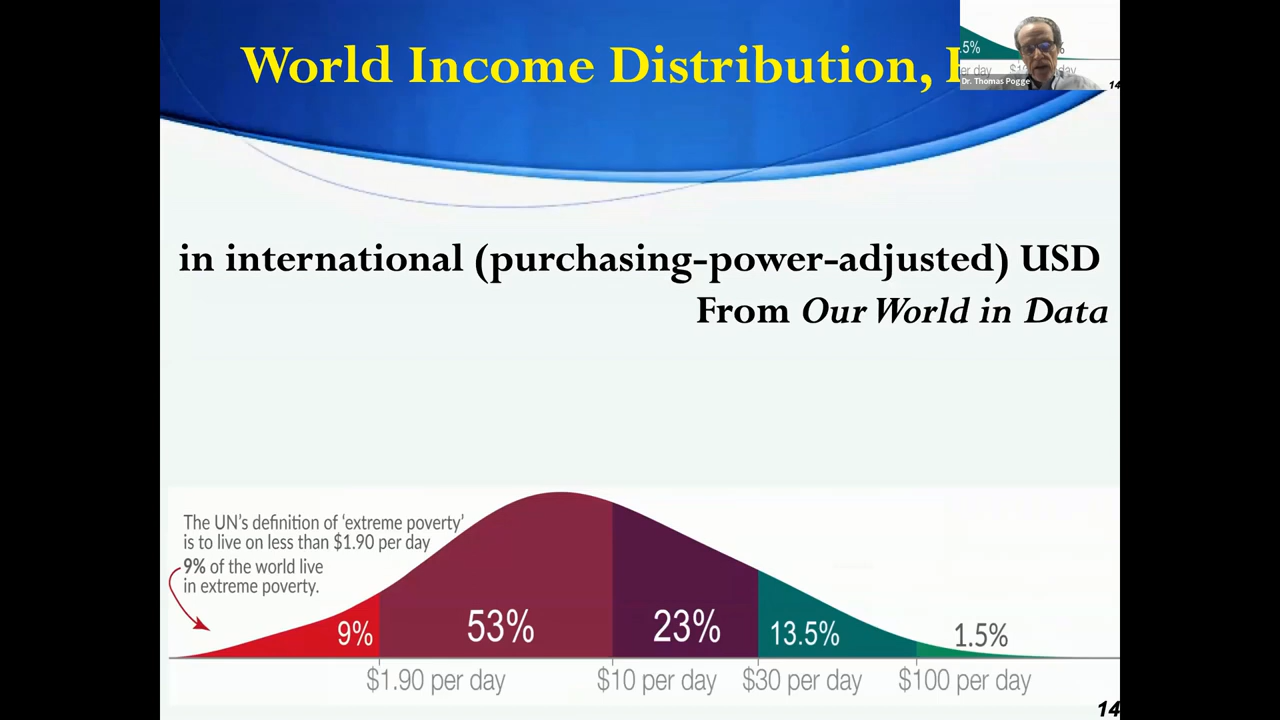 World Income Distribution,
.5%
er day
Dr. Thomas Pogge
14
in international (purchasing-power-adjusted) USD
From Our World in Data
The UN's definition of 'extreme poverty'
is to live on less than $1.90 per day
9% of the world live
in extreme poverty.
9% 53% 23% 13.5% 1.5%
$1.90 per day $10 per day $30 per day $100 per day
14